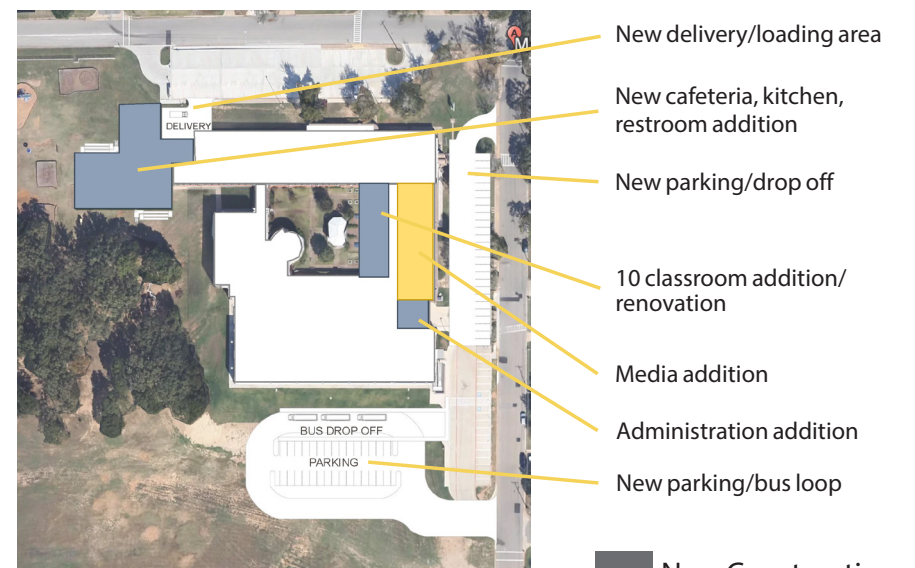 A
M
New delivery/loading area
DELIVERY
New cafeteria, kitchen,
restroom addition
New parking/drop off
10 classroom addition/
renovation
Media addition
Administration addition
BUS DROP OFF
PARKING
New parking/bus loop